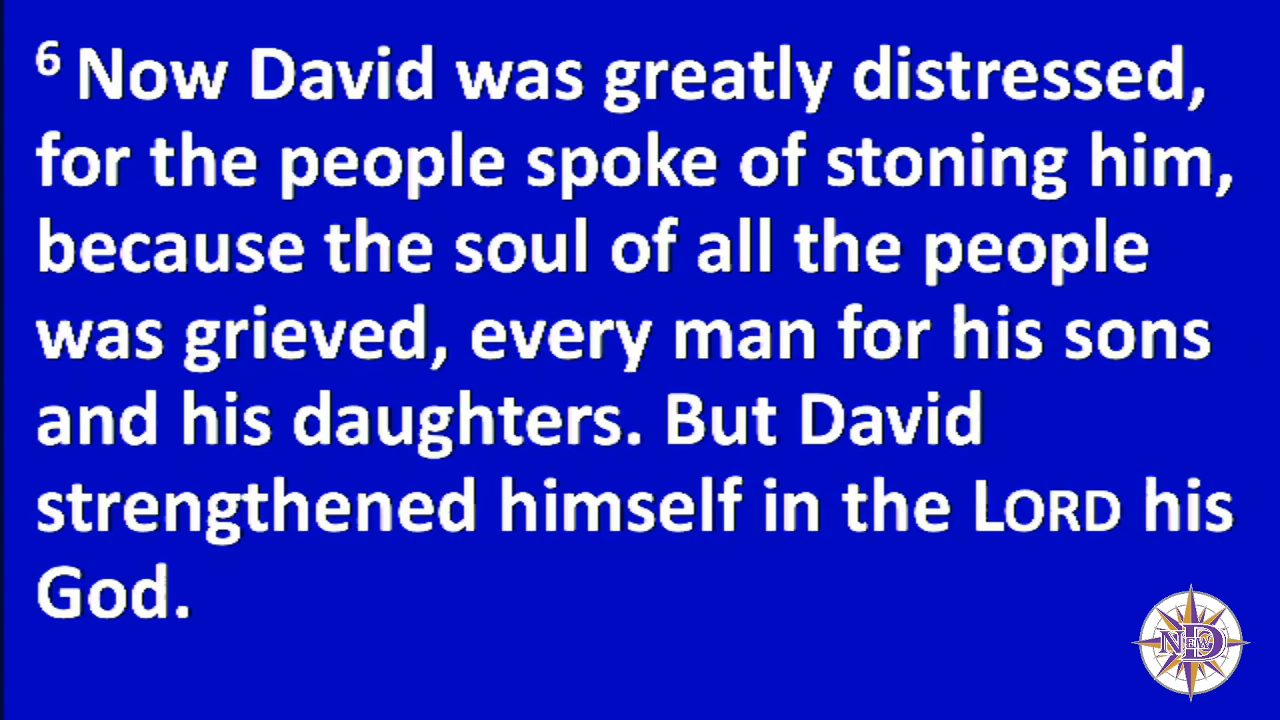 6 Now David was greatly distressed,
for the people spoke of stoning him,
because the soul of all the people
was grieved, every man for his sons
and his daughters. But David
strengthened himself in the LORD his
God.
NEWD